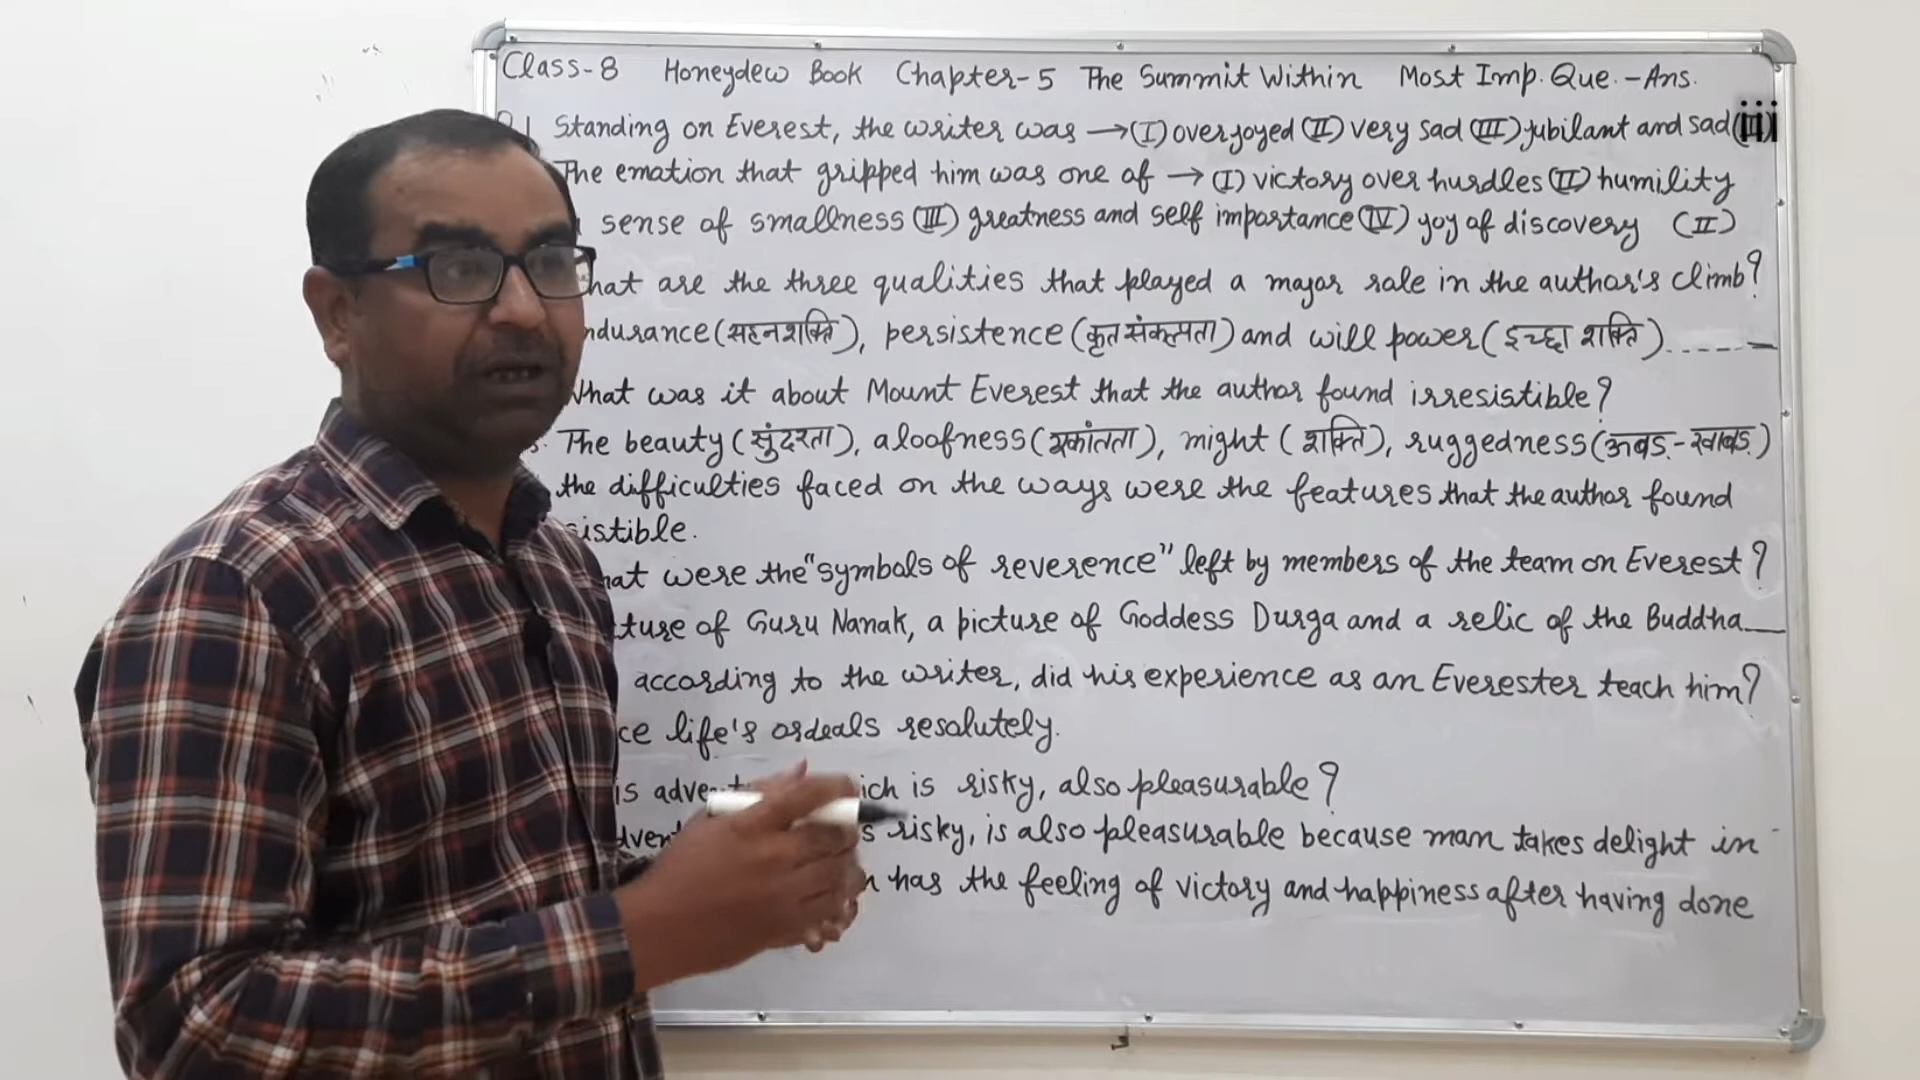 Class-8 Honeydew Book Chapter-5 The Summit Within Most Imp. Que.-Ans.
Standing on Everest, the writer was →(I) overjoyed (II) very sad (III) jubilant and sad (iii)
The emation that gripped him was one of → (I) victory over hurdles (II) humility
sense of smallness (III) greatness and self importance (IV) joy of discovery (II)
hat are the three qualities that played a major role in the author's climb?
ndurance (सहनशक्ति), persistence (कृतसंकल्पता) and will power (इच्छा शक्ति)
What was it about Mount Everest that the author found irresistible?
The beauty (सुंदरता), aloofness (एकांतता), might (शक्ति), ruggedness (ऊबड़-खाबड़)
the difficulties faced on the ways were the features that the author found
sistible.
hat were the "symbols of reverence" left by members of the team on Everest?
ture of Guru Nanak, a picture of Goddess Durga and a relic of the Buddha
according to the writer, did his experience as an Everester teach him?
ce life's ordeals resolutely.
is adve ich is risky, also pleasurable?
dven s risky, is also pleasurable because man takes delight in
n has the feeling of victory and happiness after having done